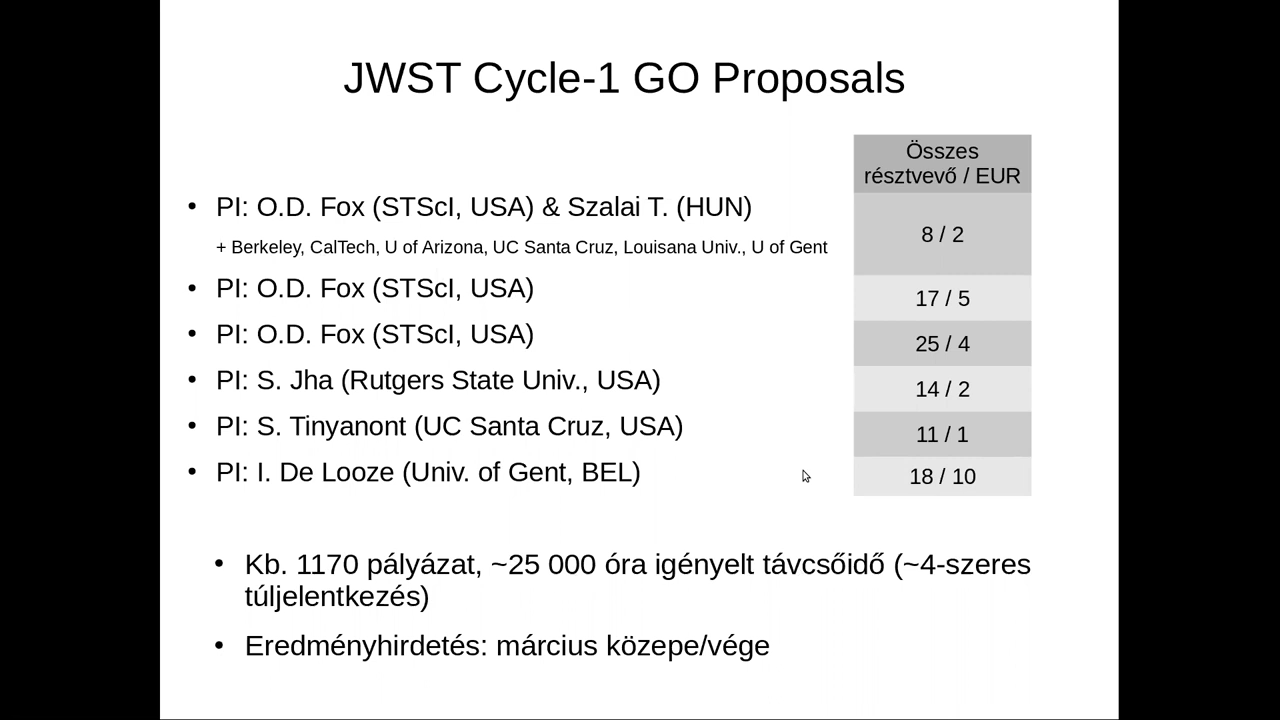 JWST Cycle-1 GO Proposals
Összes
résztvevő / EUR
• PI: O.D. Fox (STScI, USA) & Szalai T. (HUN)
+ Berkeley, CalTech, U of Arizona, UC Santa Cruz, Louisana Univ., U of Gent
8 / 2
• PI: O.D. Fox (STScI, USA)
17 / 5
• PI: O.D. Fox (STScI, USA)
25 / 4
• PI: S. Jha (Rutgers State Univ., USA)
14 / 2
• PI: S. Tinyanont (UC Santa Cruz, USA)
11 / 1
• PI: I. De Looze (Univ. of Gent, BEL)
18 / 10
• Kb. 1170 pályázat, ~25 000 óra igényelt távcsőidő (~4-szeres
túljelentkezés)
• Eredményhirdetés: március közepe/vége